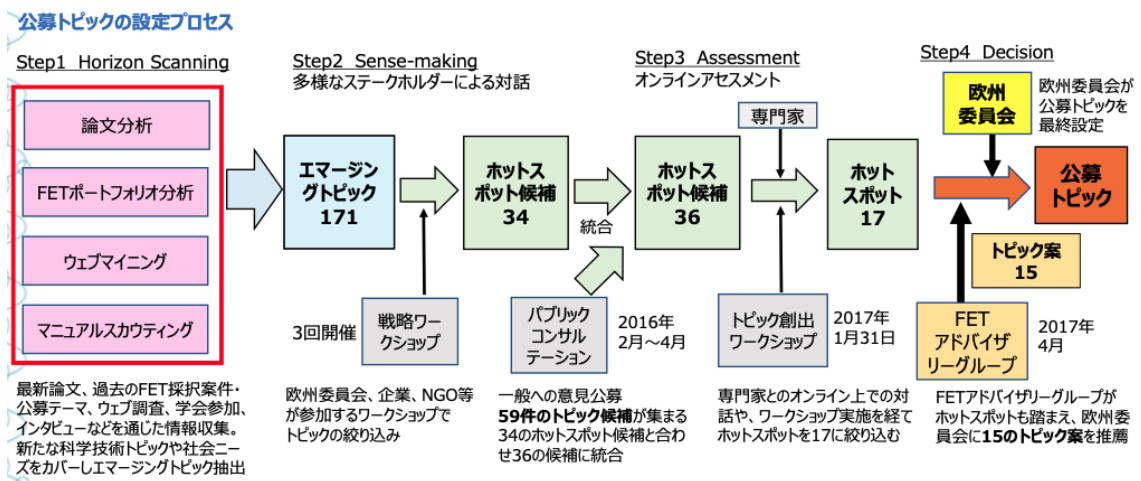 公募トピックの設定プロセス
Step1 Horizon Scanning
論文分析
FETポートフォリオ分析
ウェブマイニング
マニュアルスカウティング
最新論文、過去のFET採択案件・
公募テーマ、ウェブ調査、学会参加、
インタビューなどを通じた情報収集。
新たな科学技術トピックや社会ニー
ズをカバーしエマージングトピック抽出
Step2 Sense-making
多様なステークホルダーによる対話
エマージン
グトピック
171
ホットス
ポット候補
34
統合
3回開催
戦略ワー
クショップ
パブリック
コンサル
テーション
2016年
2月～4月
欧州委員会、企業、NGO等
が参加するワークショップで
トピックの絞り込み
一般への意見公募
59件のトピック候補が集まる
34のホットスポット候補と合わ
せ36の候補に統合
Step3 Assessment
オンラインアセスメント
専門家
ホットス
ポット候補
36
ホット
スポット
17
トピック創出
ワークショップ
2017年
1月31日
専門家とのオンライン上での対
話や、ワークショップ実施を経て
ホットスポットを17に絞り込む
Step4 Decision
欧州
委員会
欧州委員会が
公募トピックを
最終設定
公募
トピック
トピック案
15
FET
アドバイザ
リーグループ
2017年
4月
FETアドバイザリーグループが
ホットスポットも踏まえ、欧州委
員会に15のトピック案を推薦